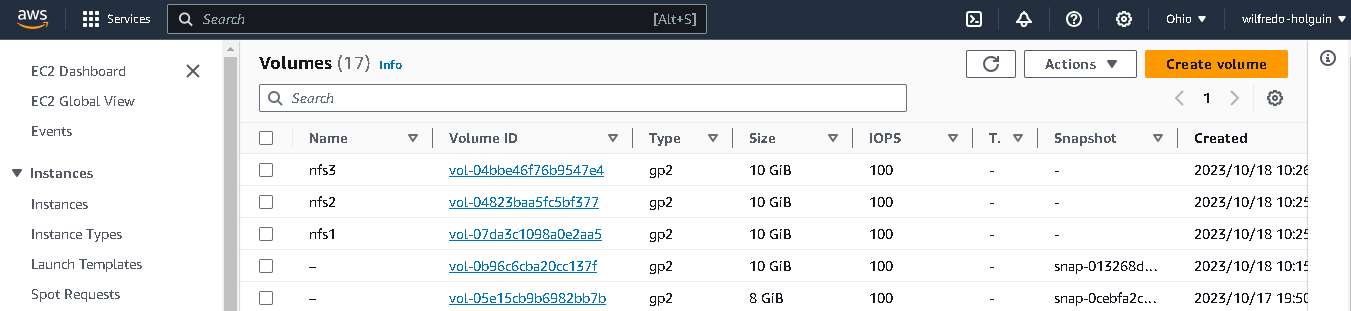 aws Services Search [Alt+S] Ohio wilfredo-holguin
EC2 Dashboard
EC2 Global View
Events
Instances
Instances
Instance Types
Launch Templates
Spot Requests
Volumes (17) Info Actions Create volume
Search 1
Name Volume ID Type Size IOPS T. Snapshot Created
nfs3 vol-04bbe46f76b9547e4 gp2 10 GiB 100 - - 2023/10/18 10:26
nfs2 vol-04823baa5fc5bf377 gp2 10 GiB 100 - - 2023/10/18 10:25
nfs1 vol-07da3c1098a0e2aa5 gp2 10 GiB 100 - - 2023/10/18 10:25
– vol-0b96c6cba20cc137f gp2 10 GiB 100 - snap-013268d... 2023/10/18 10:15
– vol-05e15cb9b6982bb7b gp2 8 GiB 100 - snap-0cebfa2c... 2023/10/17 19:50